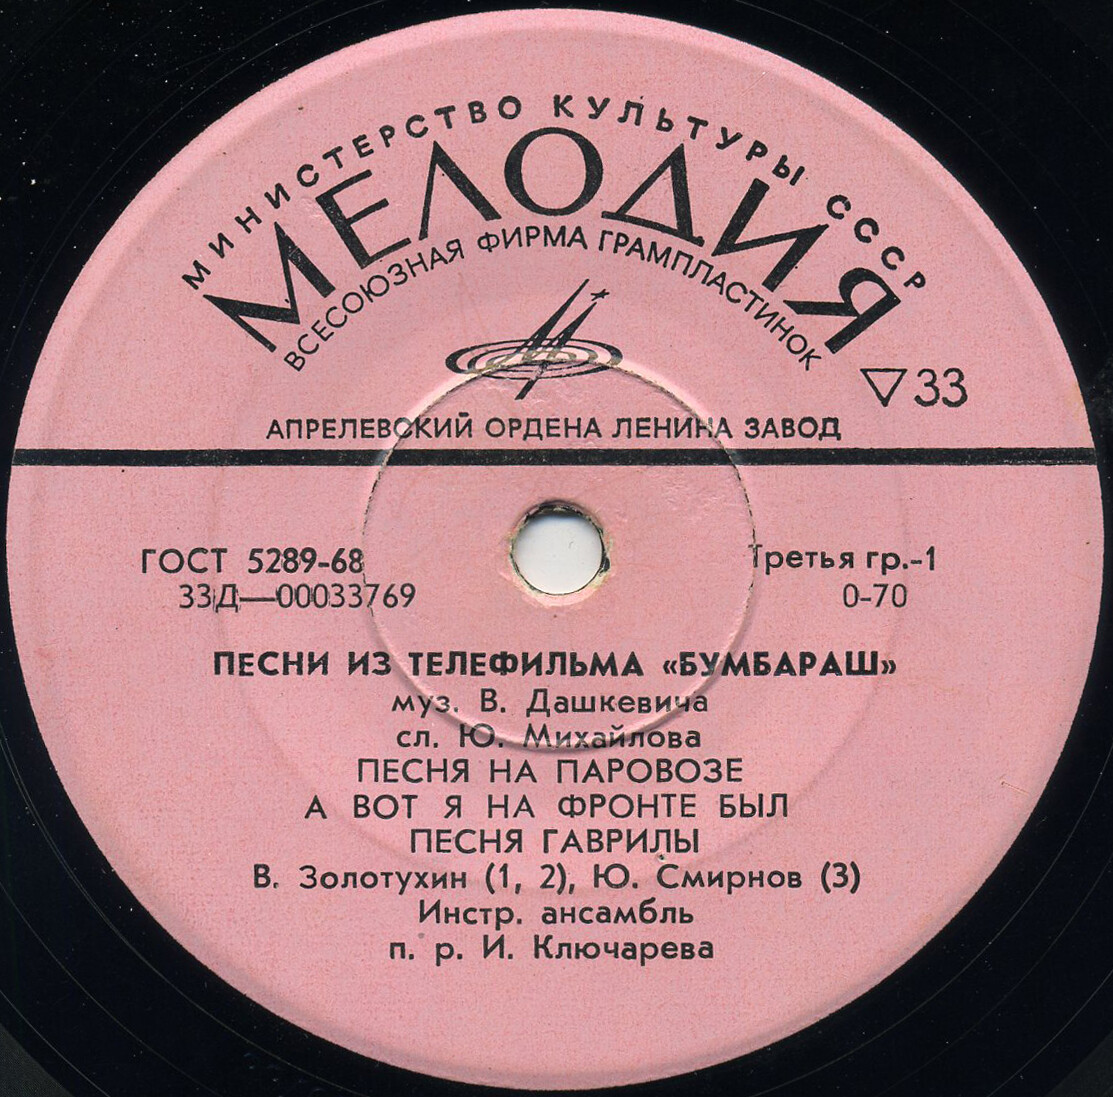 МИНИСТЕРСТВО КУЛЬТУРЫ СССР
МЕЛОДИЯ
ВСЕСОЮЗНАЯ ФИРМА ГРАМПЛАСТИНОК
▽33
АПРЕЛЕВСКИЙ ОРДЕНА ЛЕНИНА ЗАВОД
ГОСТ 5289-68 Третья гр.-1
33Д—00033769 0-70
ПЕСНИ ИЗ ТЕЛЕФИЛЬМА «БУМБАРАШ»
муз. В. Дашкевича
сл. Ю. Михайлова
ПЕСНЯ НА ПАРОВОЗЕ
А ВОТ Я НА ФРОНТЕ БЫЛ
ПЕСНЯ ГАВРИЛЫ
В. Золотухин (1, 2), Ю. Смирнов (3)
Инстр. ансамбль
п. р. И. Ключарева